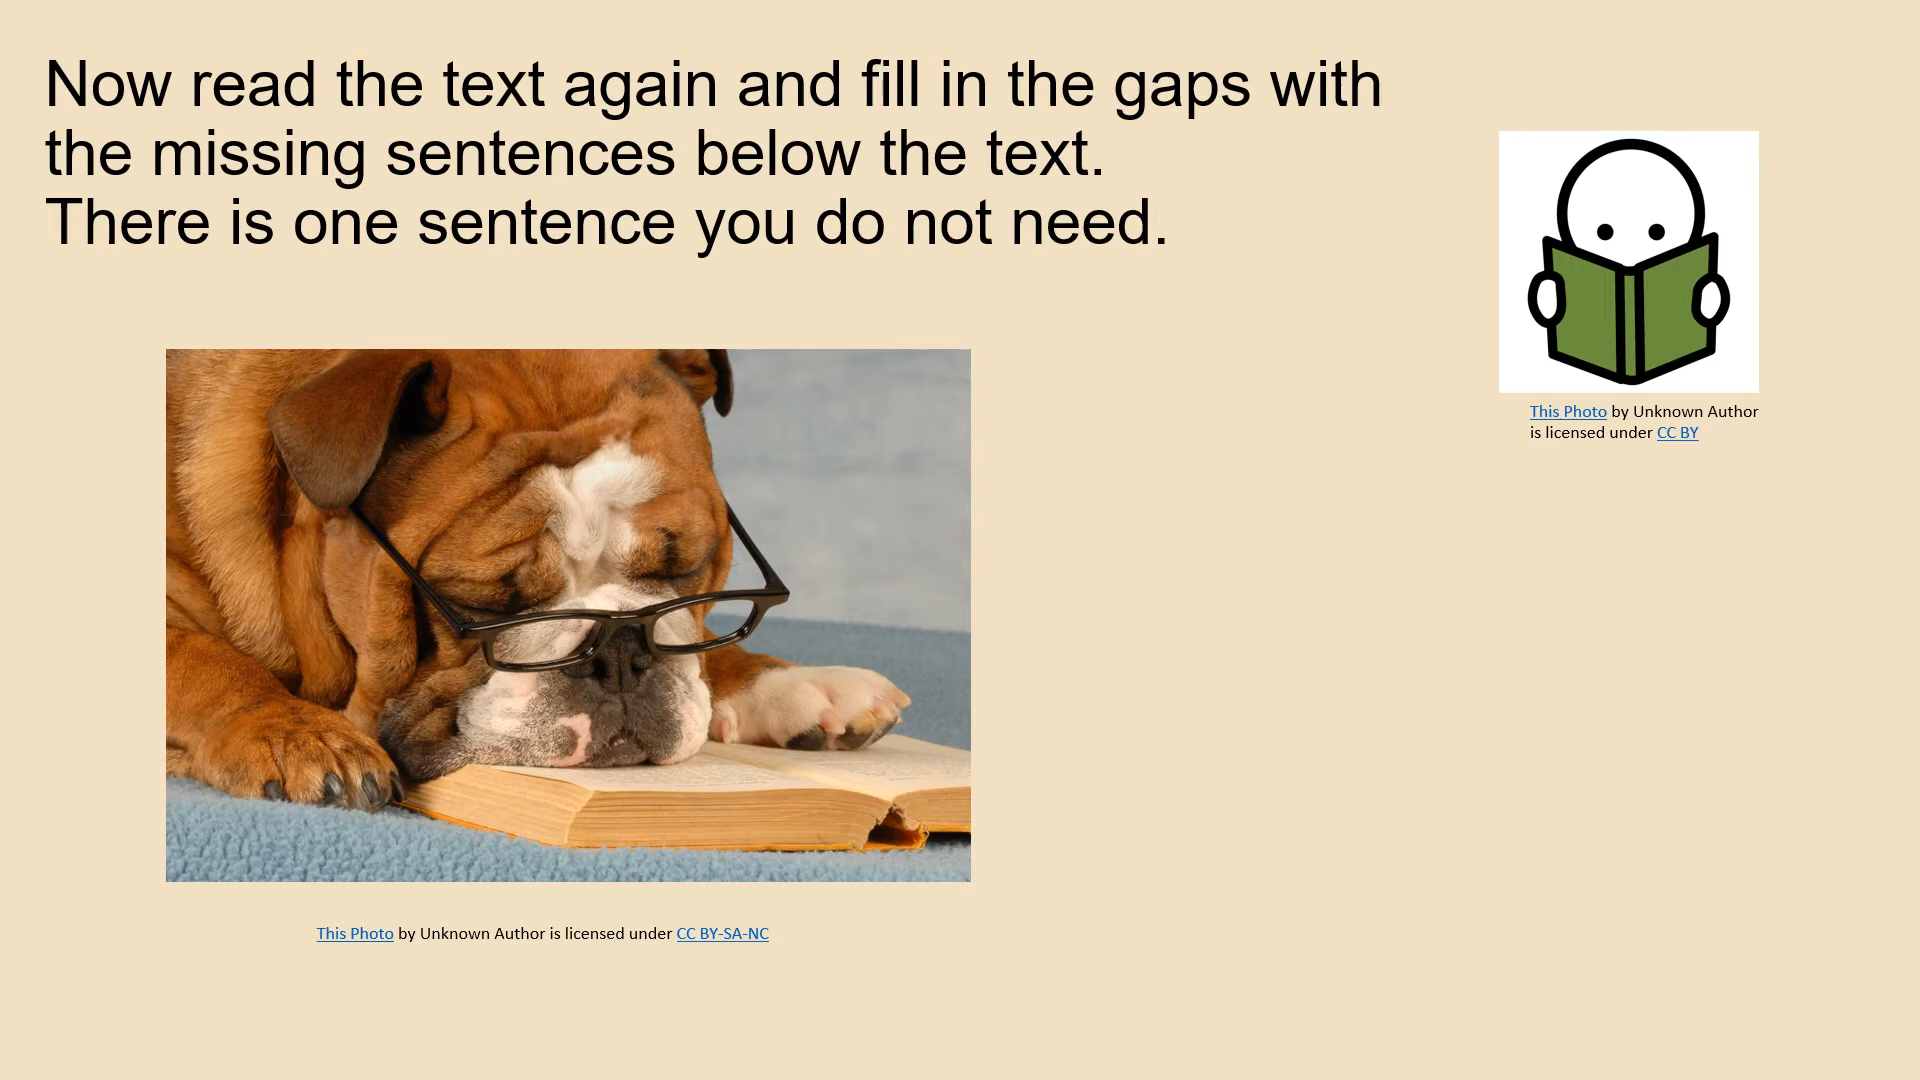 Now read the text again and fill in the gaps with
the missing sentences below the text.
There is one sentence you do not need.
This Photo by Unknown Author
is licensed under CC BY
This Photo by Unknown Author is licensed under CC BY-SA-NC